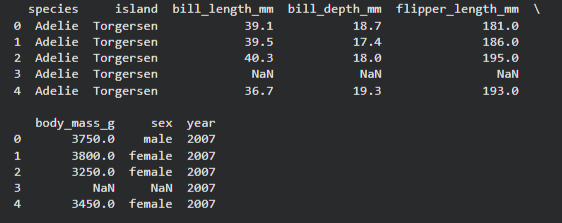 species island bill_length_mm bill_depth_mm flipper_length_mm \
0 Adelie Torgersen 39.1 18.7 181.0
1 Adelie Torgersen 39.5 17.4 186.0
2 Adelie Torgersen 40.3 18.0 195.0
3 Adelie Torgersen NaN NaN NaN
4 Adelie Torgersen 36.7 19.3 193.0
body_mass_g sex year
0 3750.0 male 2007
1 3800.0 female 2007
2 3250.0 female 2007
3 NaN NaN 2007
4 3450.0 female 2007